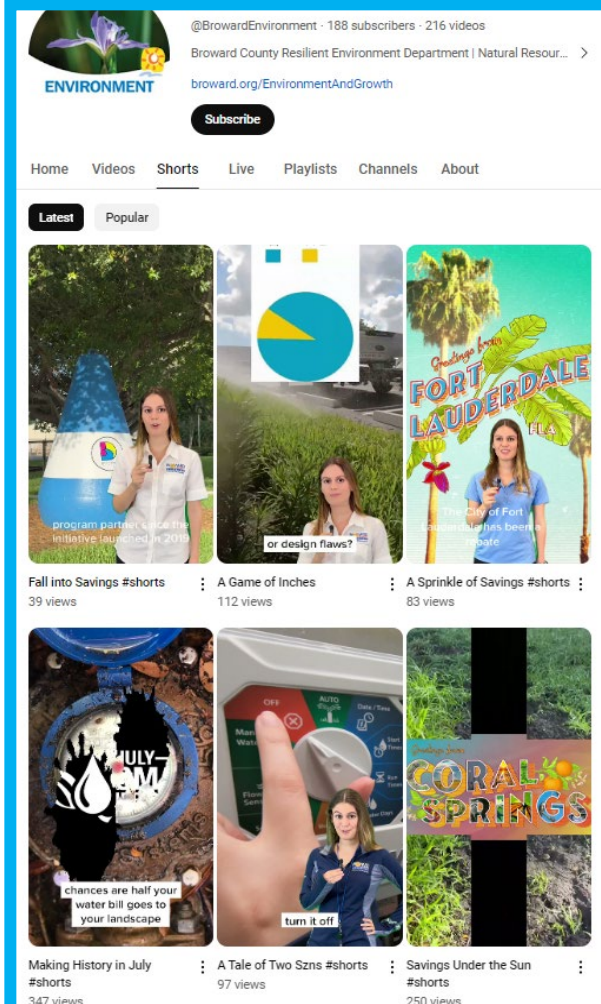 @BrowardEnvironment · 188 subscribers · 216 videos
Broward County Resilient Environment Department | Natural Resour...
ENVIRONMENT
broward.org/EnvironmentAndGrowth
Subscribe
Home Videos Shorts Live Playlists Channels About
Latest Popular
program partner since the
initiative launched in 2019
or design flaws?
Greetings from
FORT
LAUDERDALE
FLA
The City of Fort
Lauderdale has been a
rebate
Fall into Savings #shorts
39 views
A Game of Inches
112 views
A Sprinkle of Savings #shorts
83 views
JULY
chances are half your
water bill goes to
your landscape
OFF
AUTO
Date / Time
Start
Run
turn it off
Greetings from
CORAL
SPRINGS
Making History in July
#shorts
347 views
A Tale of Two Szns #shorts
97 views
Savings Under the Sun
#shorts
250 views